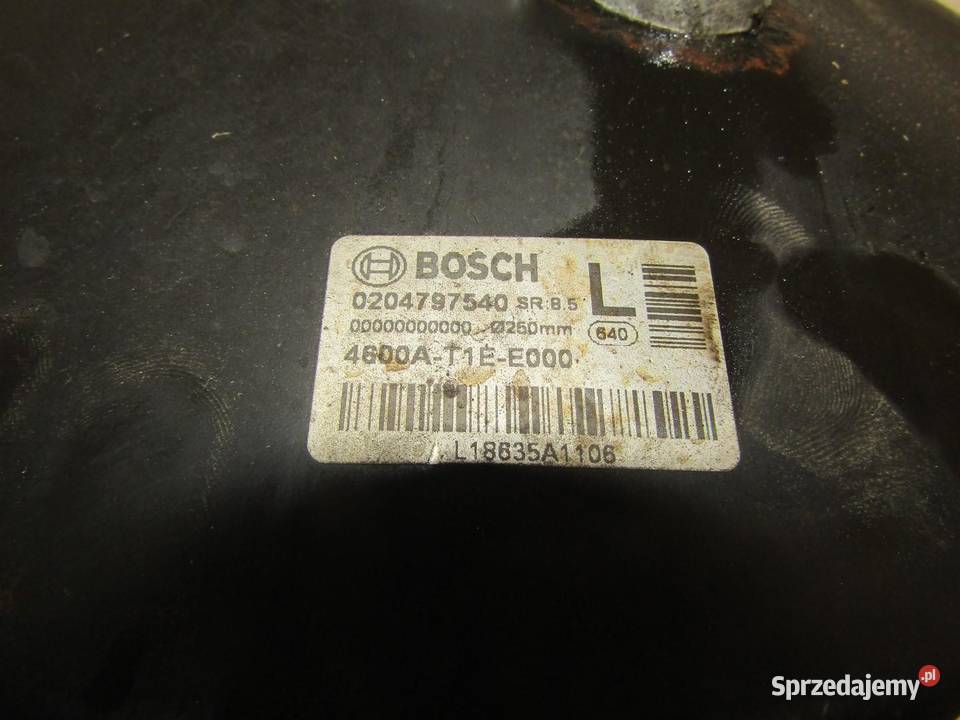 BOSCH
L
0204797540 SR:8.5
00000000000 Ø250mm
640
4600A-T1E-E000
L18635A1106
Sprzedajemy.pl